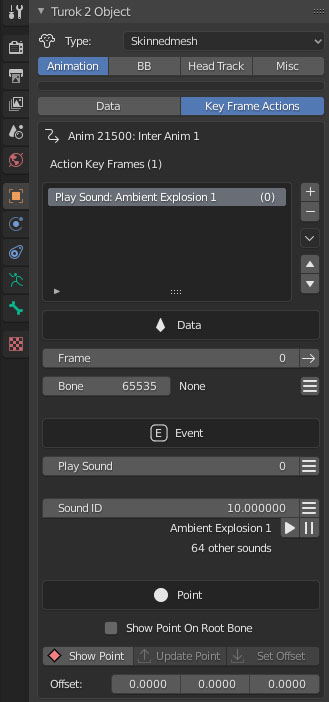 Turok 2 Object
Type: Skinnedmesh
Animation BB Head Track Misc
Data Key Frame Actions
Anim 21500: Inter Anim 1
Action Key Frames (1)
Play Sound: Ambient Explosion 1 (0)
Data
Frame 0
Bone 65535 None
E Event
Play Sound 0
Sound ID 10.000000
Ambient Explosion 1
64 other sounds
Point
Show Point On Root Bone
Show Point Update Point Set Offset
Offset: 0.0000 0.0000 0.0000